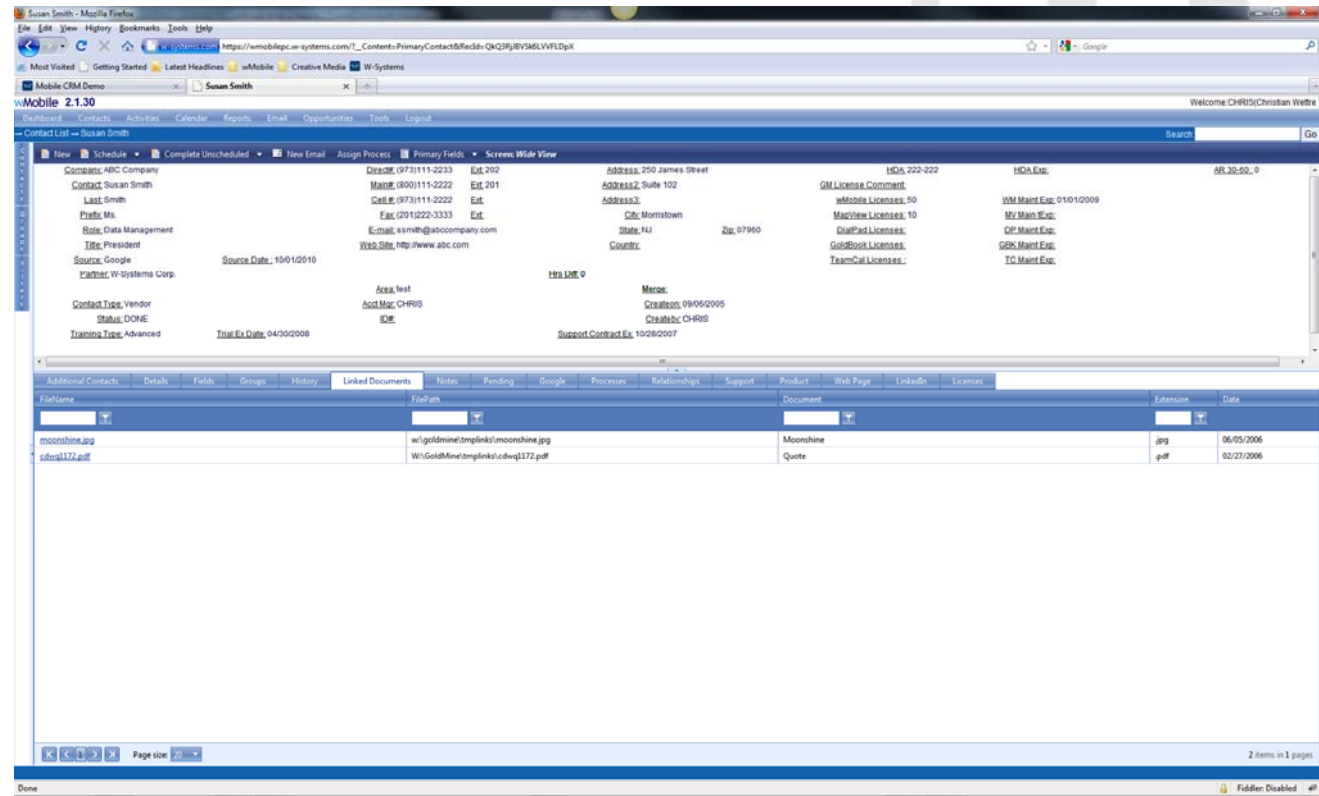 Susan Smith - Mozilla Firefox
File Edit View History Bookmarks Tools Help
w-systems.com https://wmobilepc.w-systems.com/?_Content=PrimaryContact&RecId= Google
Most Visited Getting Started Latest Headlines wMobile Creative Media W-Systems
Mobile CRM Demo Susan Smith
wMobile 2.1.30 Welcome:CHRIS(Christian Wettre
Dashboard Contacts Activities Calendar Reports Email Opportunities Tools Logout
Contact List Susan Smith Search: Go
New Schedule Complete Unscheduled New Email Assign Process Primary Fields Screen: Wide View
Company: ABC Company Direct#: (973)111-2233 Ext: 202 Address: 250 James Street HDA: 222-222 HDA Exp: AR 30-60 : 0
Contact: Susan Smith Main#: (800)111-2222 Ext: 201 Address2: Suite 102 GM License Comment:
Last: Smith Cell #: (973)111-2222 Ext: Address3: wMobile Licenses: 50 WM Maint Exp: 01/01/2009
Prefix: Ms. Fax: (201)222-3333 Ext: City: Morristown MapView Licenses: 10 MV Main tExp:
Role: Data Management E-mail: ssmith@abccompany.com State: NJ Zip: 07960 DialPad Licenses: DP Maint Exp:
Title: President Web Site: http://www.abc.com Country: GoldBook Licenses: GBK Maint Exp:
Source: Google Source Date : 10/01/2010 TeamCal Licenses : TC Maint Exp:
Partner: W-Systems Corp. Hrs Diff: 0
Area: test Merge:
Contact Type: Vendor Acct Mgr: CHRIS Createon: 09/06/2005
Status: DONE ID#: Createby: CHRIS
Training Type: Advanced Trial Ex Date: 04/30/2008 Support Contract Ex: 10/28/2007
Additional Contacts Details Fields Groups History Linked Documents Notes Pending Google Processes Relationships Support Product Web Page LinkedIn Licenses
FileName FilePath Document Extension Date
moonshine.jpg w:\goldmine\tmplinks\moonshine.jpg Moonshine .jpg 06/05/2006
cdwq1172.pdf W:\GoldMine\tmplinks\cdwq1172.pdf Quote .pdf 02/27/2006
1 Page size: 20 2 items in 1 pages
Done Fiddler: Disabled